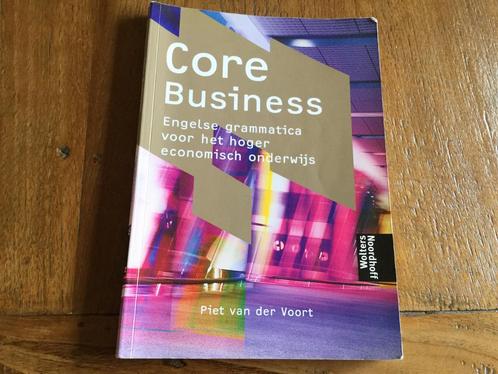 Core
Business
Engelse grammatica
voor het hoger
economisch onderwijs
Wolters
Noordhoff
Piet van der Voort